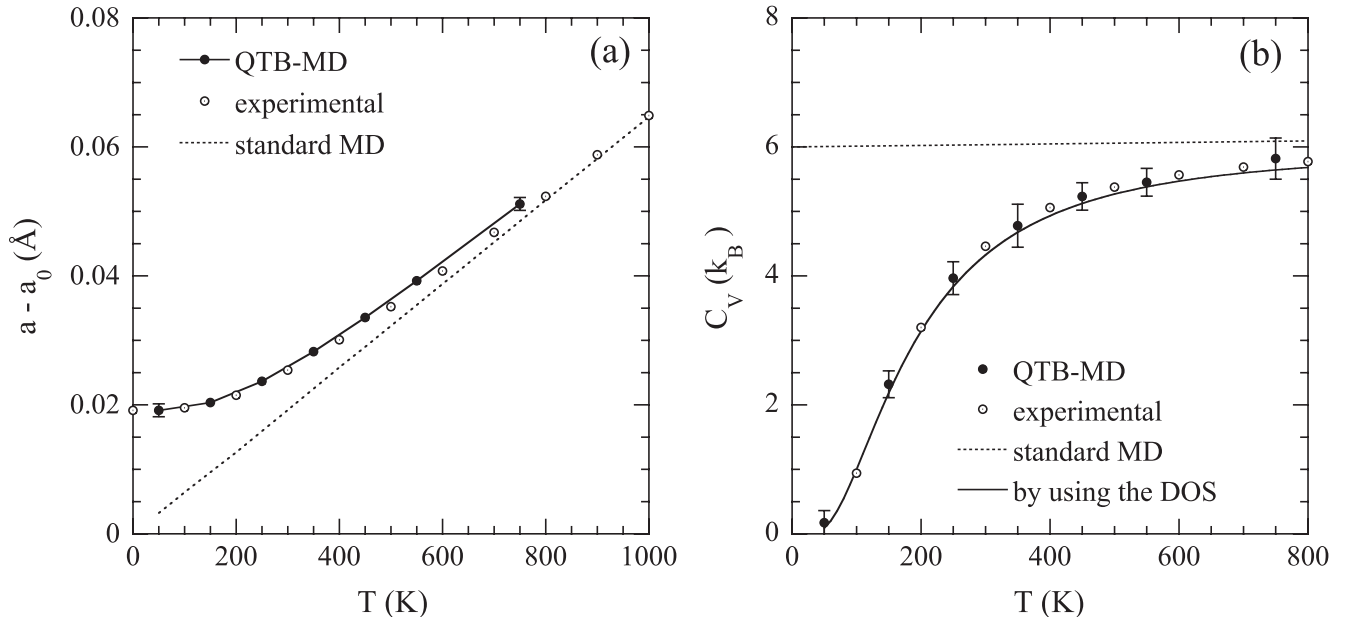 (a)
QTB-MD
experimental
standard MD
0.08
0.06
0.04
0.02
0
a - a0 (Å)
0 200 400 600 800 1000
T (K)
(b)
8
6
4
2
0
CV (kB)
QTB-MD
experimental
standard MD
by using the DOS
0 200 400 600 800
T (K)